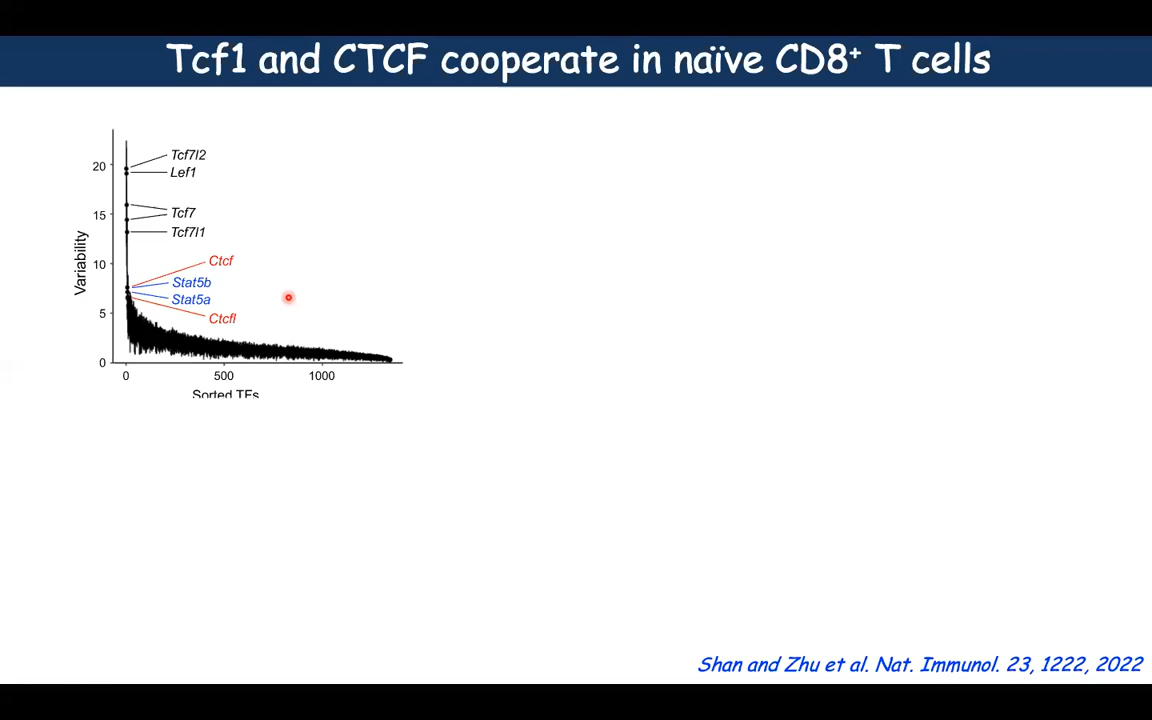 Tcf1 and CTCF cooperate in naïve CD8⁺ T cells
Variability
20
15
10
5
0
Tcf7l2
Lef1
Tcf7
Tcf7l1
Ctcf
Stat5b
Stat5a
Ctcfl
0 500 1000
Sorted TFs
Shan and Zhu et al. Nat. Immunol. 23, 1222, 2022